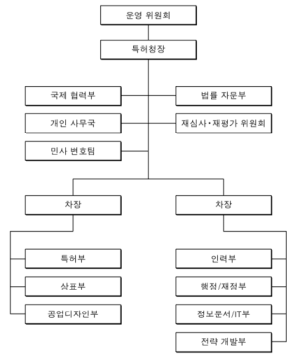 운영 위원회
특허청장
국제 협력부
법률 자문부
개인 사무국
재심사·재평가 위원회
민사 변호팀
차장
차장
특허부
인력부
상표부
행정/재정부
공업디자인부
정보문서/IT부
전략 개발부